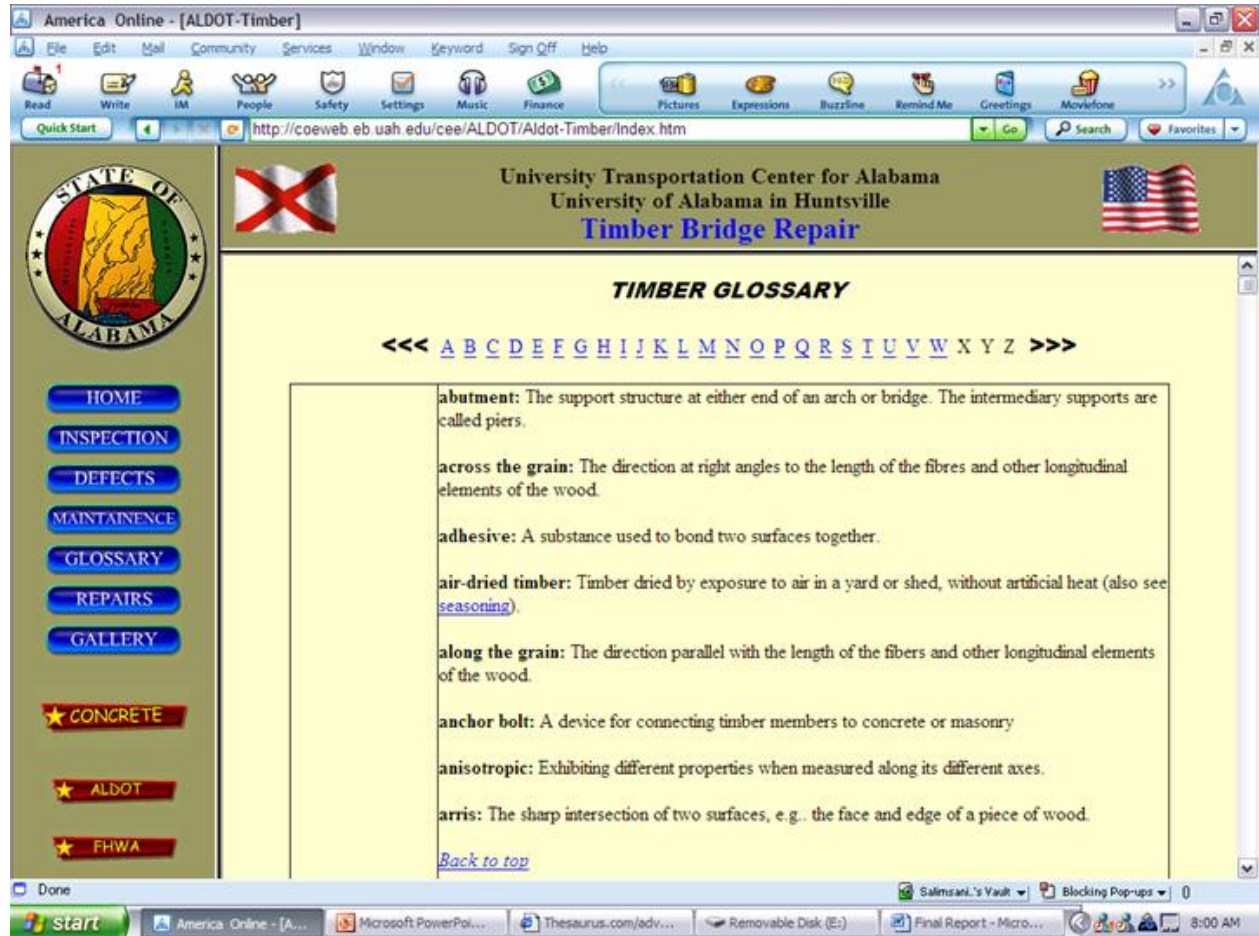 America Online - [ALDOT-Timber]
File Edit Mail Community Services Window Keyword Sign Off Help
1
Read Write IM People Safety Settings Music Finance Pictures Expressions Buzzline Remind Me Greetings Moviefone
Quick Start http://coeweb.eb.uah.edu/cee/ALDOT/Aldot-Timber/Index.htm Go Search Favorites
STATE OF ALABAMA
University Transportation Center for Alabama
University of Alabama in Huntsville
Timber Bridge Repair
HOME
INSPECTION
DEFECTS
MAINTAINENCE
GLOSSARY
REPAIRS
GALLERY
CONCRETE
ALDOT
FHWA
TIMBER GLOSSARY
<<< A B C D E F G H I J K L M N O P Q R S T U V W X Y Z >>>
abutment: The support structure at either end of an arch or bridge. The intermediary supports are
called piers.
across the grain: The direction at right angles to the length of the fibres and other longitudinal
elements of the wood.
adhesive: A substance used to bond two surfaces together.
air-dried timber: Timber dried by exposure to air in a yard or shed, without artificial heat (also see
seasoning).
along the grain: The direction parallel with the length of the fibers and other longitudinal elements
of the wood.
anchor bolt: A device for connecting timber members to concrete or masonry
anisotropic: Exhibiting different properties when measured along its different axes.
arris: The sharp intersection of two surfaces, e.g.. the face and edge of a piece of wood.
Back to top
Done Salimsani.'s Vault Blocking Pop-ups
start America Online - [A... Microsoft PowerPoi... Thesaurus.com/adv... Removable Disk (E:) Final Report - Micro... 8:00 AM